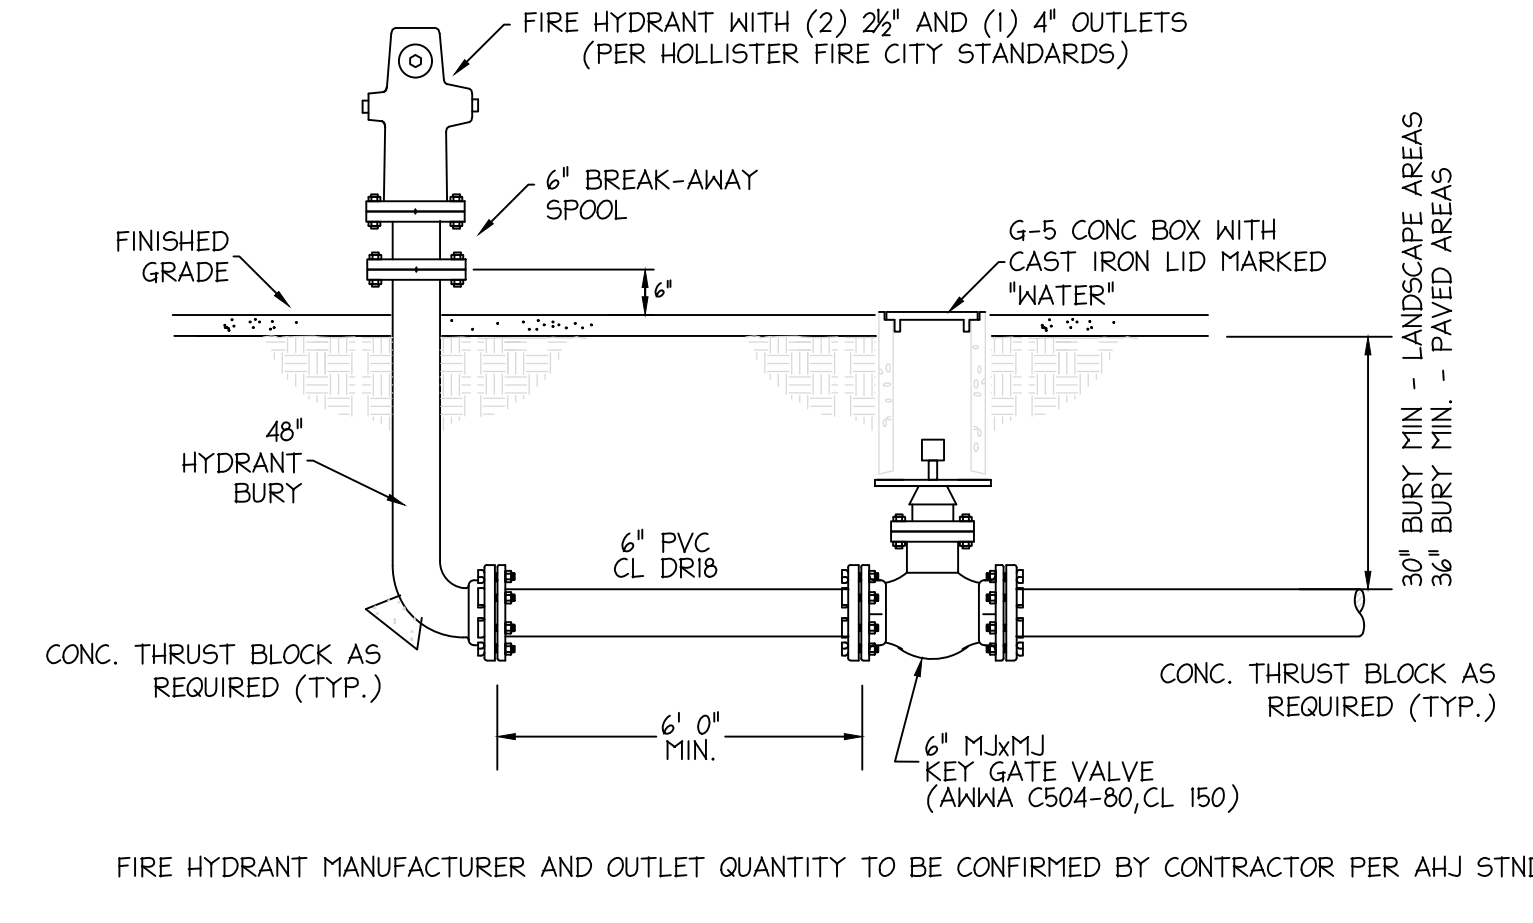 FIRE HYDRANT WITH (2) 2½" AND (1) 4" OUTLETS
(PER HOLLISTER FIRE CITY STANDARDS)
6" BREAK-AWAY
SPOOL
FINISHED
GRADE
6"
G-5 CONC BOX WITH
CAST IRON LID MARKED
"WATER"
30" BURY MIN - LANDSCAPE AREAS
36" BURY MIN. - PAVED AREAS
48"
HYDRANT
BURY
6" PVC
CL DR18
CONC. THRUST BLOCK AS
REQUIRED (TYP.)
CONC. THRUST BLOCK AS
REQUIRED (TYP.)
6' 0"
MIN.
6" MJxMJ
KEY GATE VALVE
(AWWA C504-80,CL 150)
FIRE HYDRANT MANUFACTURER AND OUTLET QUANTITY TO BE CONFIRMED BY CONTRACTOR PER AHJ